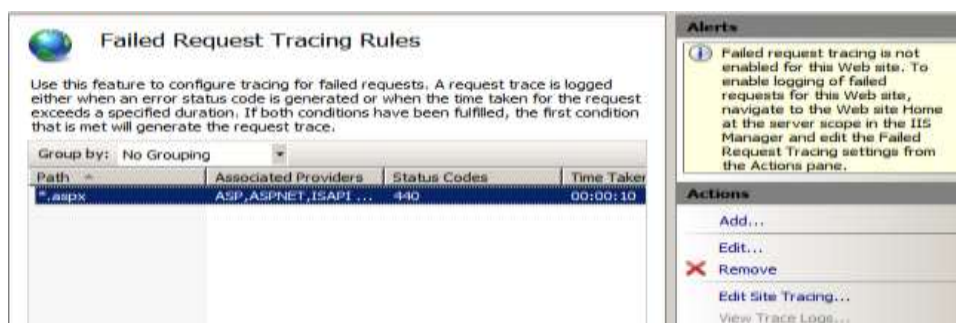 Failed Request Tracing Rules
Use this feature to configure tracing for failed requests. A request trace is logged
either when an error status code is generated or when the time taken for the request
exceeds a specified duration. If both conditions have been fulfilled, the first condition
that is met will generate the request trace.
Group by: No Grouping
Path Associated Providers Status Codes Time Taken
*.aspx ASP,ASPNET,ISAPI ... 440 00:00:10
Alerts
Failed request tracing is not
enabled for this Web site. To
enable logging of failed
requests for this Web site,
navigate to the Web site Home
at the server scope in the IIS
Manager and edit the Failed
Request Tracing settings from
the Actions pane.
Actions
Add...
Edit...
Remove
Edit Site Tracing...
View Trace Logs...